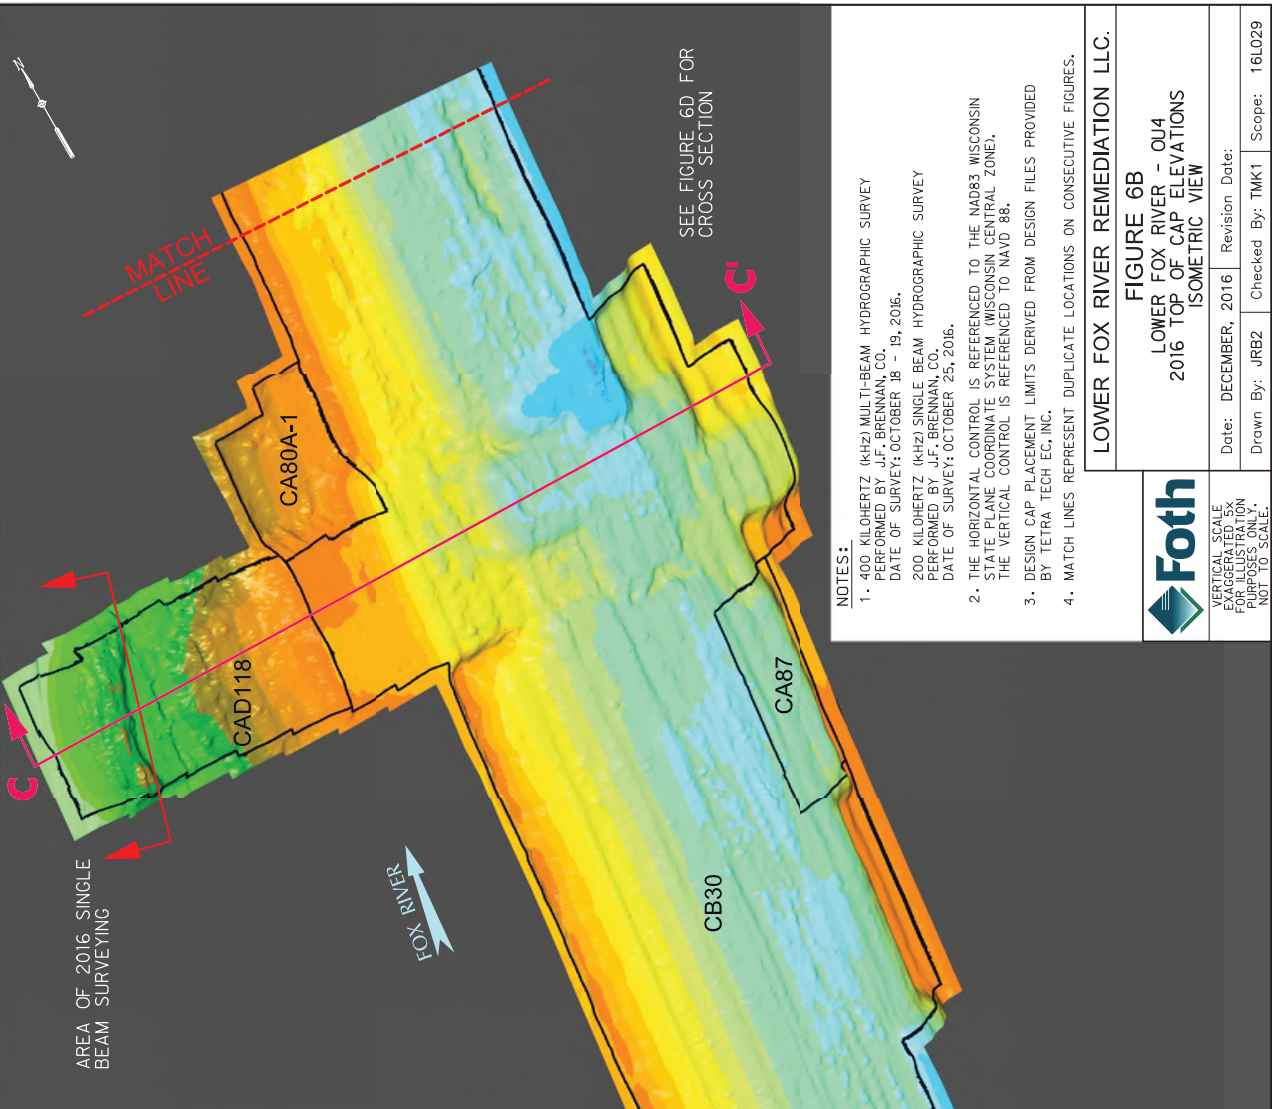 N
MATCH
LINE
SEE FIGURE 6D FOR
CROSS SECTION
CA80A-1
C'
CAD118
C
CA87
AREA OF 2016 SINGLE
BEAM SURVEYING
FOX RIVER
CB30
NOTES:
1. 400 KILOHERTZ (kHz) MULTI-BEAM HYDROGRAPHIC SURVEY
PERFORMED BY J.F. BRENNAN, CO.
DATE OF SURVEY: OCTOBER 18 - 19, 2016.
200 KILOHERTZ (kHz) SINGLE BEAM HYDROGRAPHIC SURVEY
PERFORMED BY J.F. BRENNAN, CO.
DATE OF SURVEY: OCTOBER 25, 2016.
2. THE HORIZONTAL CONTROL IS REFERENCED TO THE NAD83 WISCONSIN
STATE PLANE COORDINATE SYSTEM (WISCONSIN CENTRAL ZONE).
THE VERTICAL CONTROL IS REFERENCED TO NAVD 88.
3. DESIGN CAP PLACEMENT LIMITS DERIVED FROM DESIGN FILES PROVIDED
BY TETRA TECH EC, INC.
4. MATCH LINES REPRESENT DUPLICATE LOCATIONS ON CONSECUTIVE FIGURES.
LOWER FOX RIVER REMEDIATION LLC.
FIGURE 6B
LOWER FOX RIVER - OU4
2016 TOP OF CAP ELEVATIONS
ISOMETRIC VIEW
Foth
VERTICAL SCALE
EXAGGERATED 5X
FOR ILLUSTRATION
PURPOSES ONLY.
NOT TO SCALE.
Date: DECEMBER, 2016 Revision Date:
Drawn By: JRB2 Checked By: TMK1 Scope: 16L029